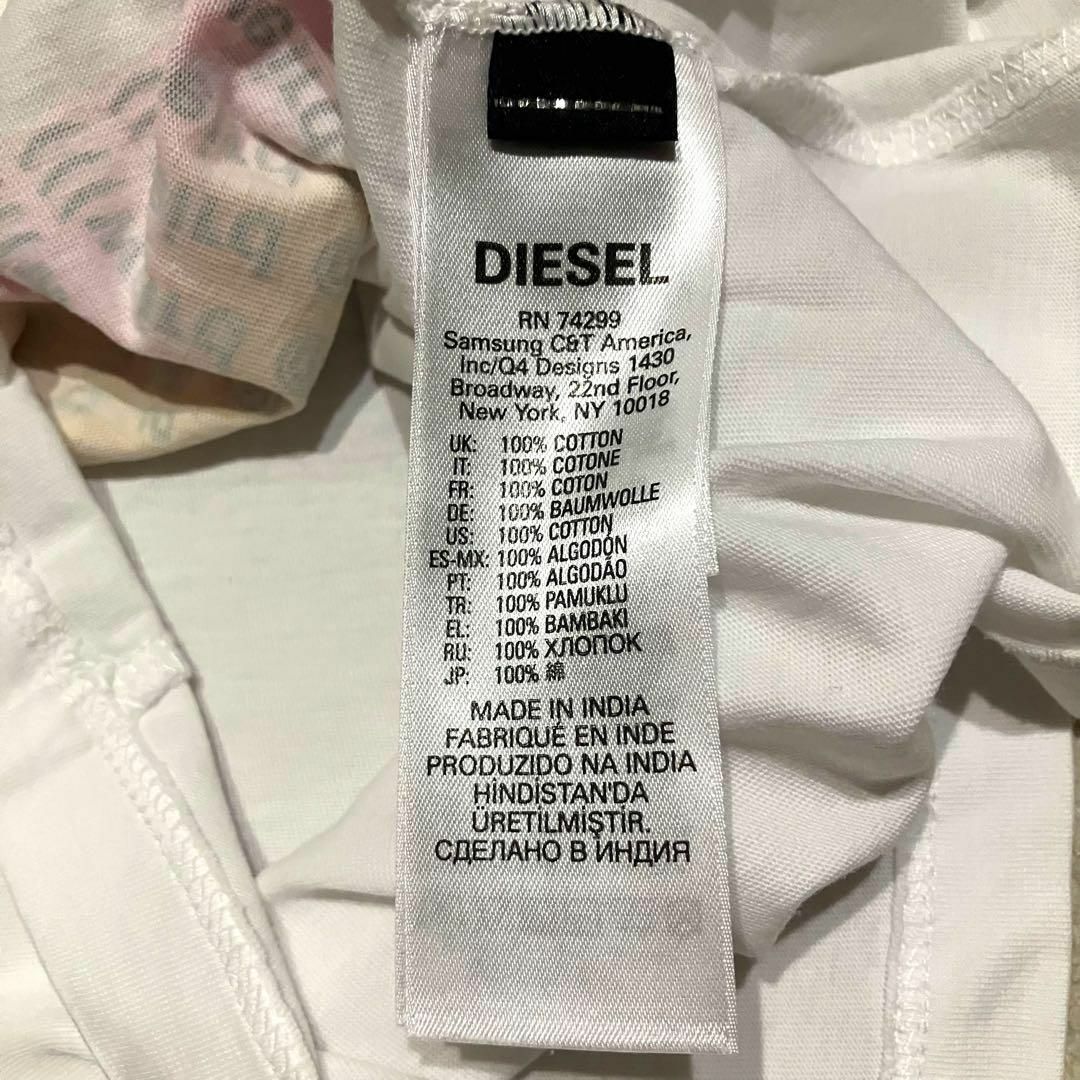 DIESEL
RN 74299
Samsung C&T America,
Inc/Q4 Designs 1430
Broadway, 22nd Floor,
New York, NY 10018
UK: 100% COTTON
IT: 100% COTONE
FR: 100% COTON
DE: 100% BAUMWOLLE
US: 100% COTTON
ES-MX: 100% ALGODÓN
PT: 100% ALGODÃO
TR: 100% PAMUKLU
EL: 100% BAMBAKI
RU: 100% ХЛОПОК
JP: 100% 綿
MADE IN INDIA
FABRIQUÉ EN INDE
PRODUZIDO NA INDIA
HİNDİSTAN'DA
ÜRETİLMİŞTİR.
СДЕЛАНО В ИНДИЯ